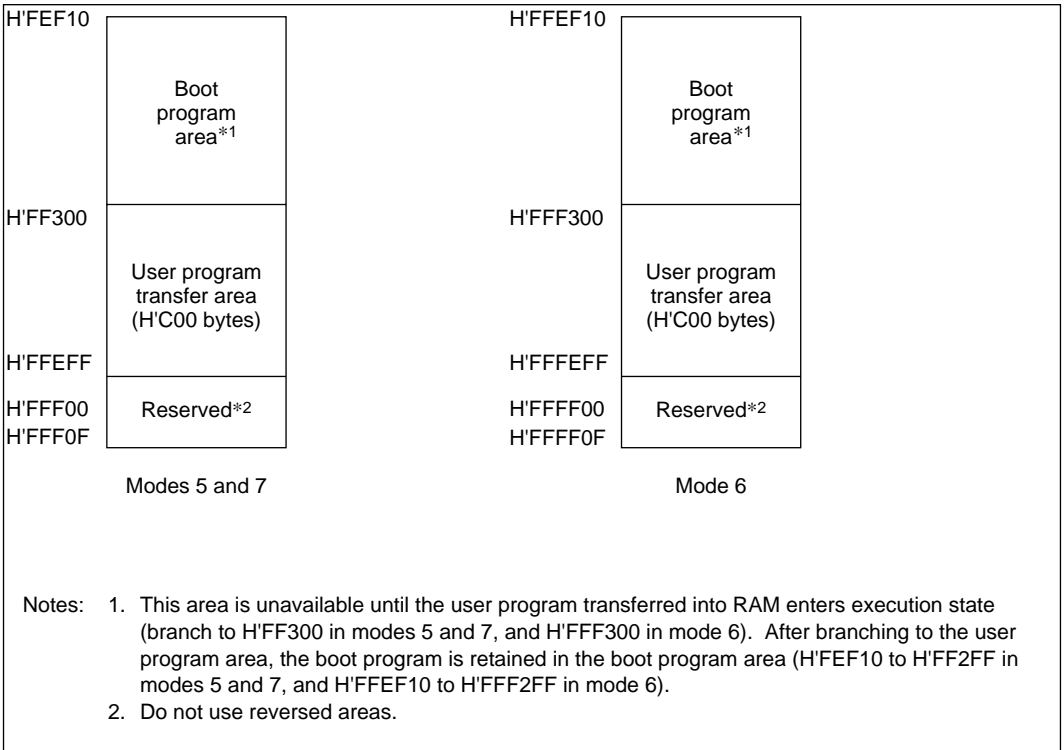 H'FEF10
Boot
program
area*1
H'FF300
User program
transfer area
(H'C00 bytes)
H'FFEFF
H'FFF00
Reserved*2
H'FFF0F
Modes 5 and 7
H'FFEF10
Boot
program
area*1
H'FFF300
User program
transfer area
(H'C00 bytes)
H'FFFEFF
H'FFFF00
Reserved*2
H'FFFF0F
Mode 6
Notes: 1. This area is unavailable until the user program transferred into RAM enters execution state
(branch to H'FF300 in modes 5 and 7, and H'FFF300 in mode 6). After branching to the user
program area, the boot program is retained in the boot program area (H'FEF10 to H'FF2FF in
modes 5 and 7, and H'FFEF10 to H'FFF2FF in mode 6).
2. Do not use reversed areas.